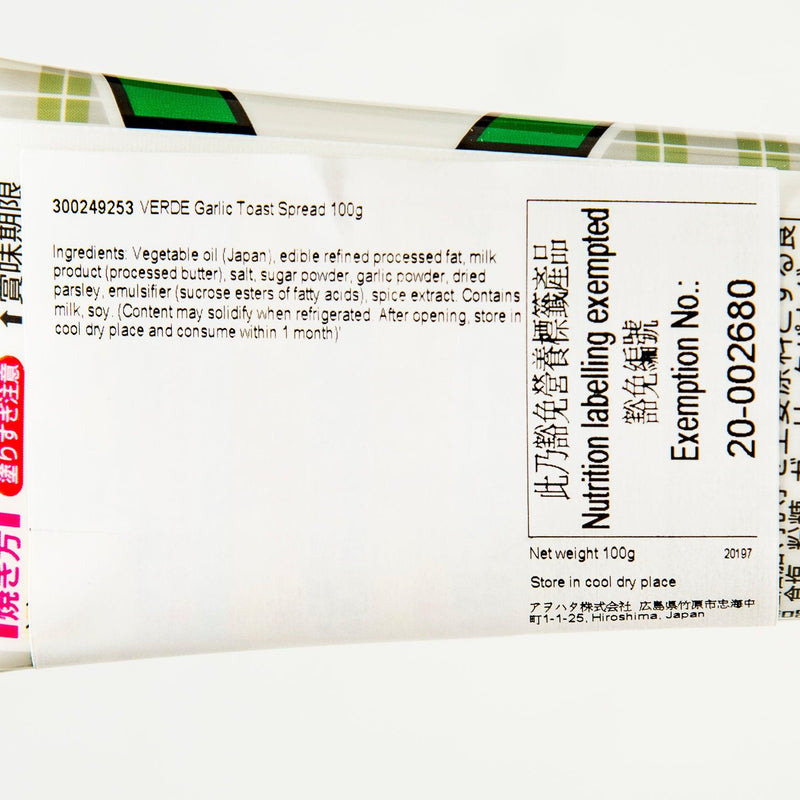 300249253 VERDE Garlic Toast Spread 100g
Ingredients: Vegetable oil (Japan), edible refined processed fat, milk
product (processed butter), salt, sugar powder, garlic powder, dried
parsley, emulsifier (sucrose esters of fatty acids), spice extract. Contains
milk, soy. (Content may solidify when refrigerated. After opening, store in
cool dry place and consume within 1 month)'
此乃豁免營養標籤產品
Nutrition labelling exempted
豁免編號
Exemption No.:
20-002680
Net weight 100g 20197
Store in cool dry place
アヲハタ株式会社 広島県竹原市忠海中
町1-1-25, Hiroshima, Japan
↑賞味期限
塗りすぎ注意
焼き方